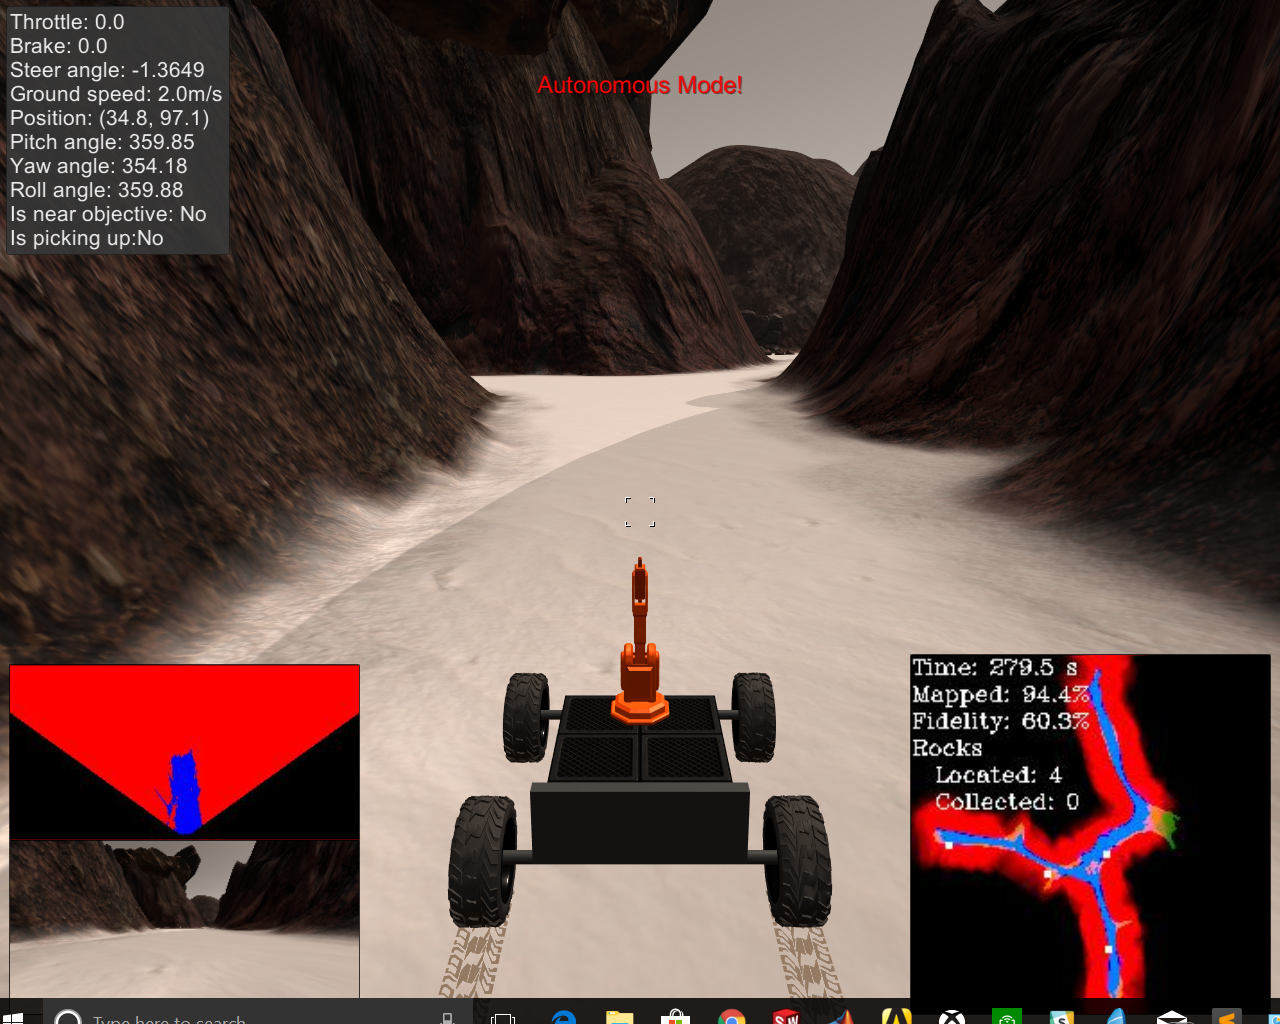 Throttle: 0.0
Brake: 0.0
Steer angle: -1.3649
Ground speed: 2.0m/s
Position: (34.8, 97.1)
Pitch angle: 359.85
Yaw angle: 354.18
Roll angle: 359.88
Is near objective: No
Is picking up:No
Autonomous Mode!
Time: 279.5 s
Mapped: 94.4%
Fidelity: 60.3%
Rocks
Located: 4
Collected: 0
Type here to search
SW